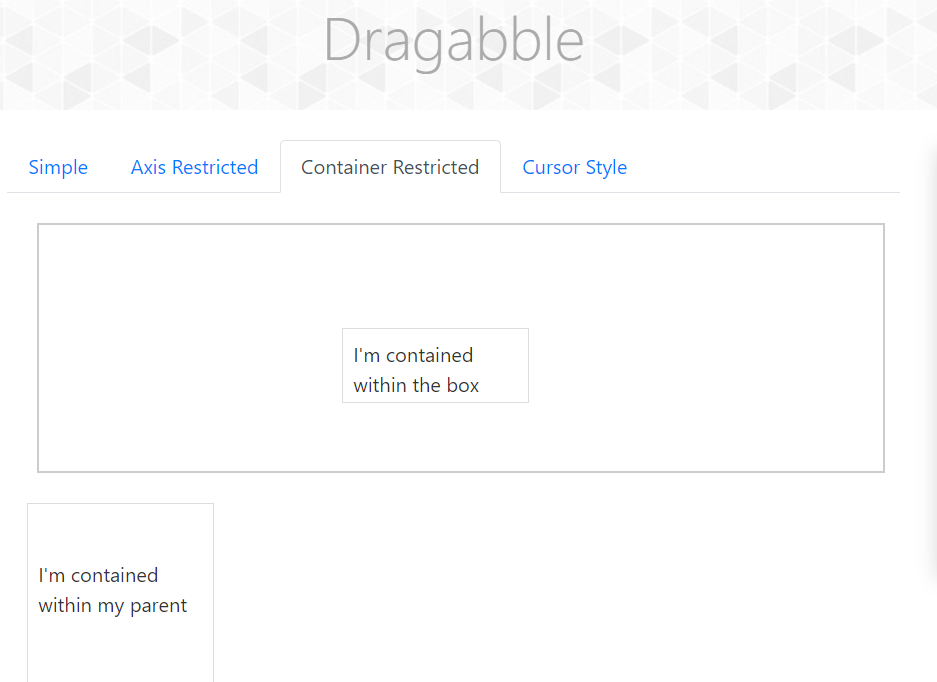 Dragabble
Simple
Axis Restricted
Container Restricted
Cursor Style
I'm contained
within the box
I'm contained
within my parent